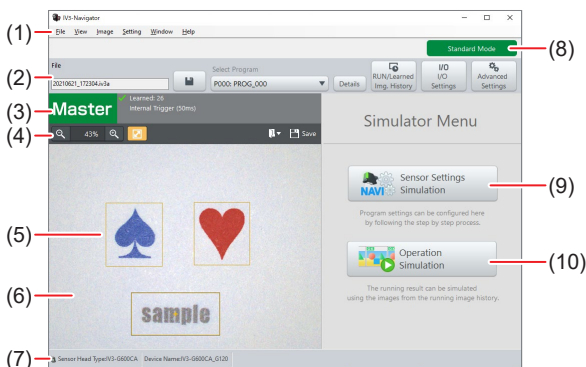 IV3-Navigator
(1) File View Image Setting Window Help
Standard Mode (8)
File
Select Program
(2) 20210621_172304.iv3a P000: PROG_000 Details RUN/Learned Img. History I/O I/O Settings Advanced Settings
(3) Master Learned: 26
Internal Trigger (50ms)
Simulator Menu
(4) 43% Save
NAVI Sensor Settings Simulation (9)
Program settings can be configured here
by following the step by step process.
(5)
Operation Simulation (10)
(6)
The running result can be simulated
using the images from the running image history.
sample
(7) Sensor Head Type:IV3-G600CA Device Name:IV3-G600CA_G120